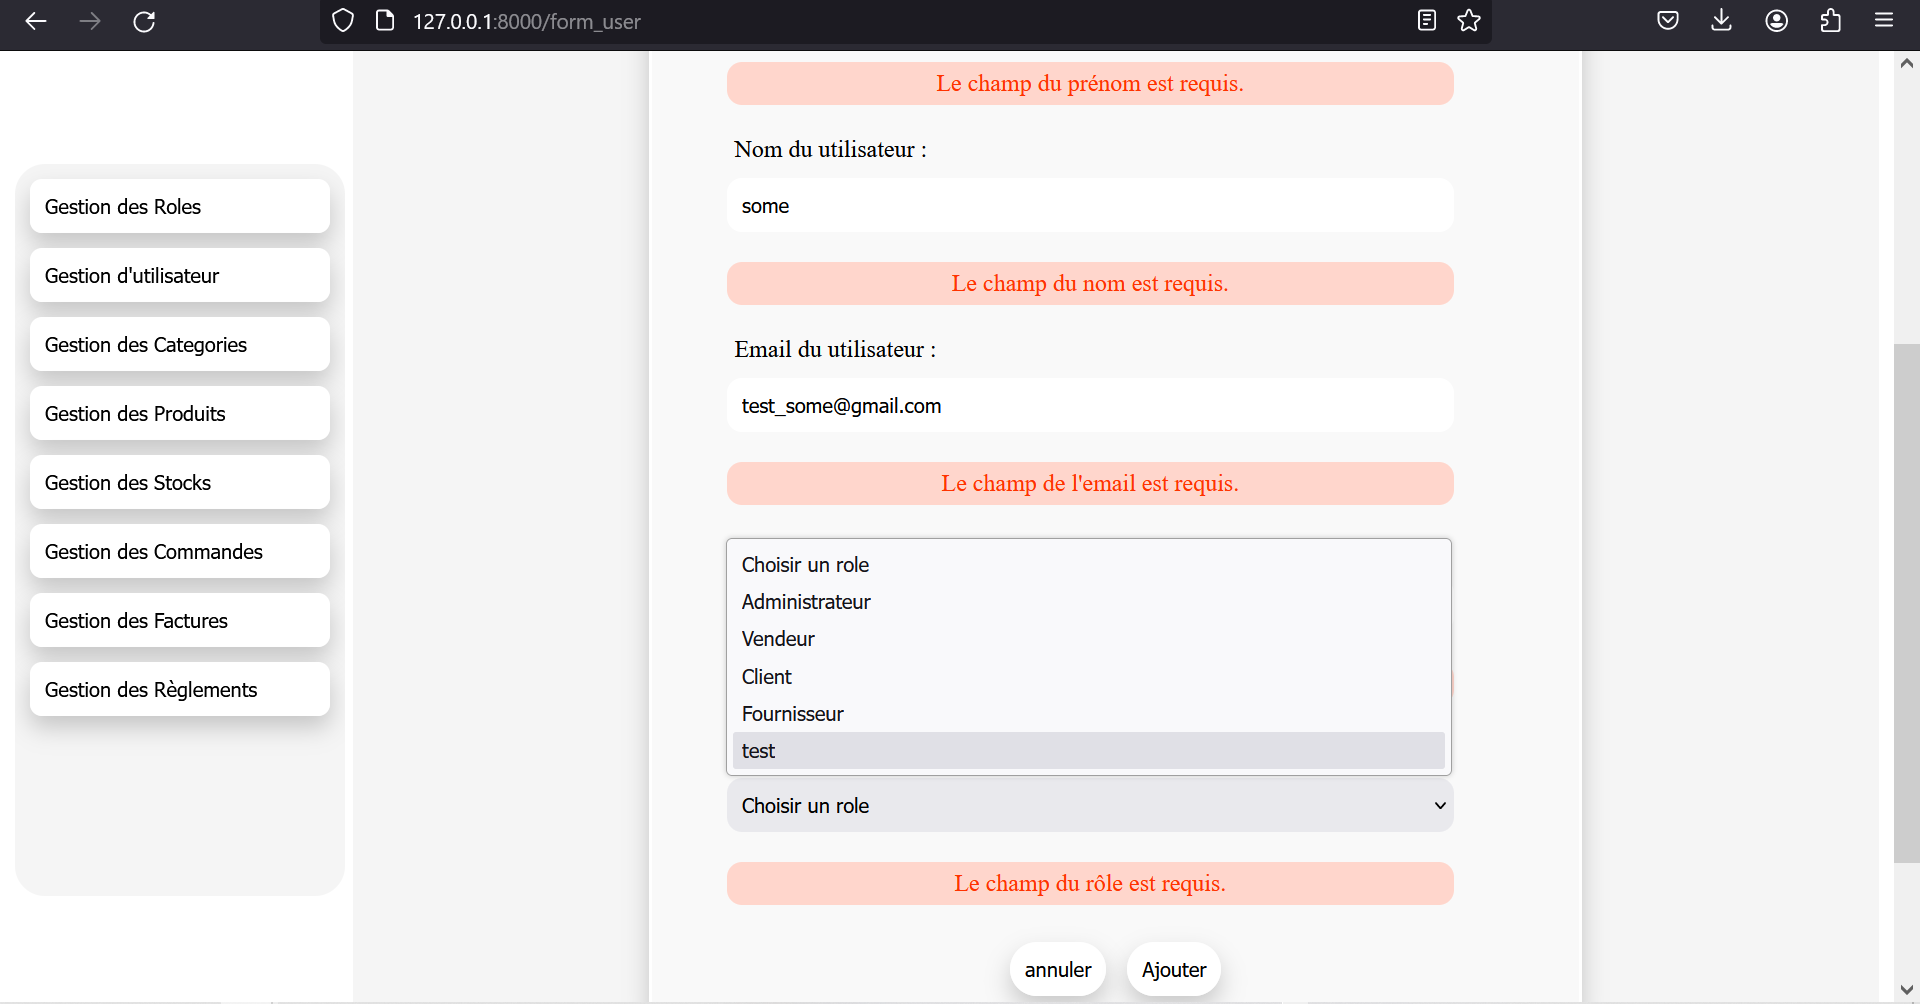 127.0.0.1:8000/form_user
Gestion des Roles
Gestion d'utilisateur
Gestion des Categories
Gestion des Produits
Gestion des Stocks
Gestion des Commandes
Gestion des Factures
Gestion des Règlements
Le champ du prénom est requis.
Nom du utilisateur :
some
Le champ du nom est requis.
Email du utilisateur :
test_some@gmail.com
Le champ de l'email est requis.
Choisir un role
Administrateur
Vendeur
Client
Fournisseur
test
Choisir un role
Le champ du rôle est requis.
annuler
Ajouter